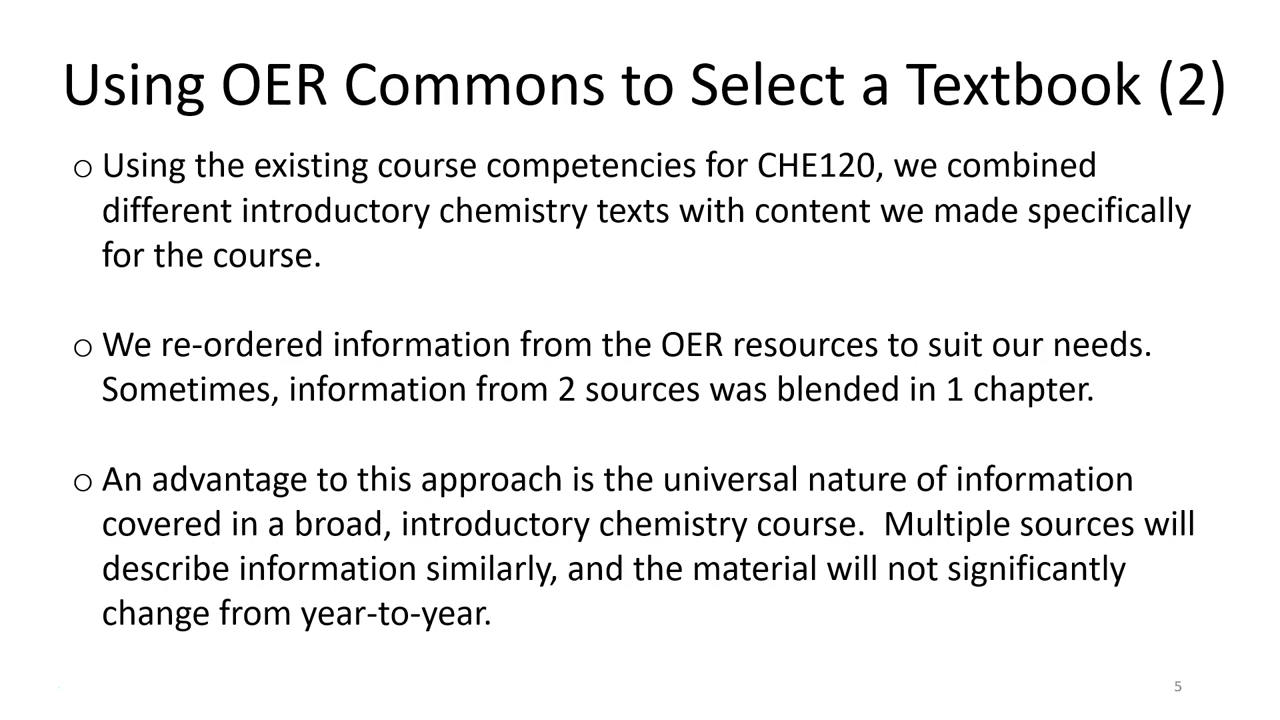 Using OER Commons to Select a Textbook (2)
○ Using the existing course competencies for CHE120, we combined
different introductory chemistry texts with content we made specifically
for the course.
○ We re-ordered information from the OER resources to suit our needs.
Sometimes, information from 2 sources was blended in 1 chapter.
○ An advantage to this approach is the universal nature of information
covered in a broad, introductory chemistry course.  Multiple sources will
describe information similarly, and the material will not significantly
change from year-to-year.
5